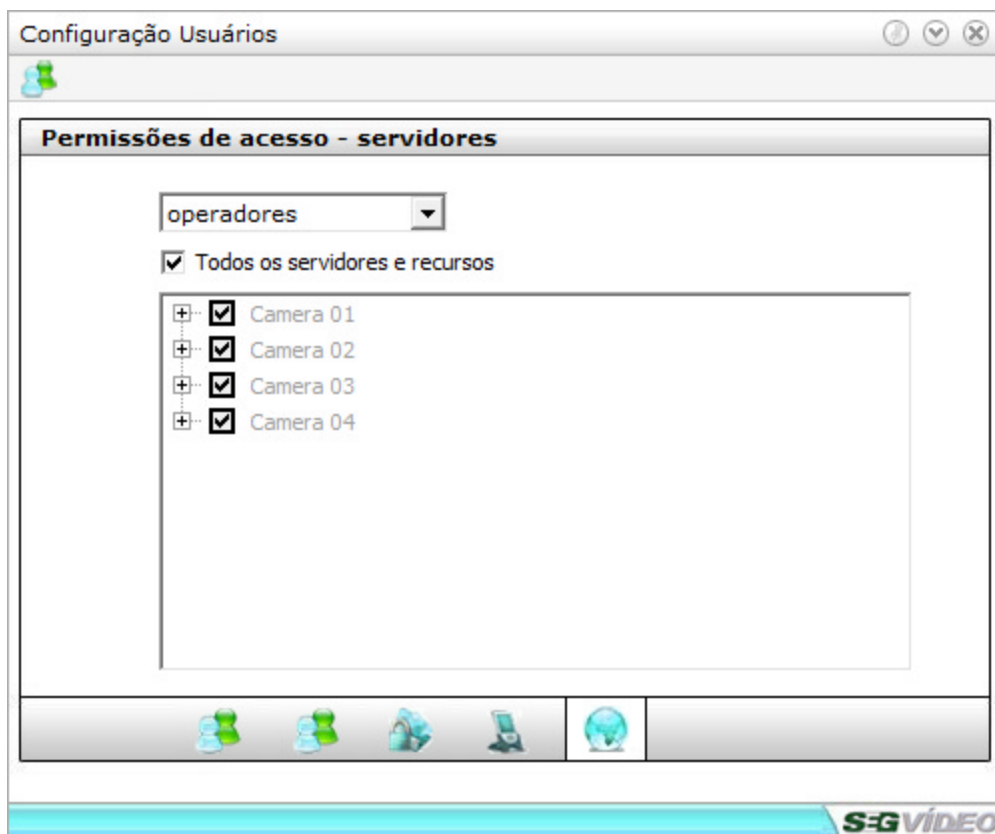 Configuração Usuários
Permissões de acesso - servidores
operadores
Todos os servidores e recursos
Camera 01
Camera 02
Camera 03
Camera 04
SEGVÍDEO